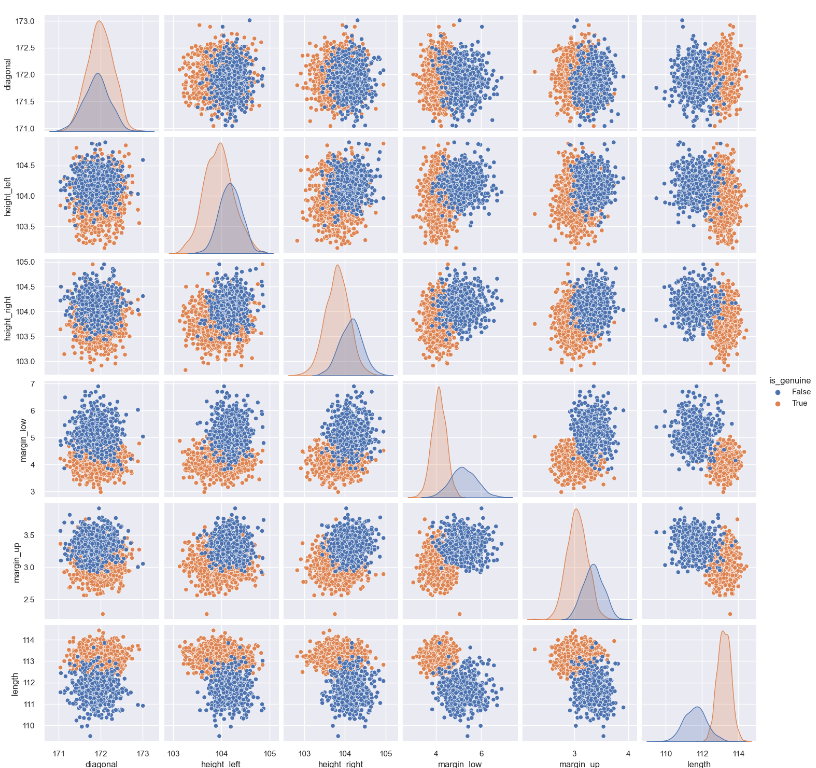 173.0
172.5
172.0
171.5
171.0
diagonal
104.5
104.0
103.5
height_left
105.0
104.5
104.0
103.5
103.0
height_right
7
6
5
4
3
margin_low
3.5
3.0
2.5
margin_up
114
113
112
111
110
length
171 172 173
diagonal
103 104 105
height_left
103 104 105
height_right
4 6
margin_low
3 4
margin_up
110 112 114
length
is_genuine
False
True